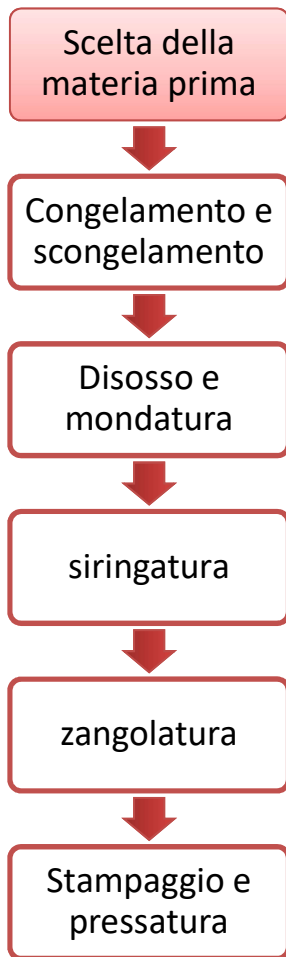 Scelta della
materia prima
Congelamento e
scongelamento
Disosso e
mondatura
siringatura
zangolatura
Stampaggio e
pressatura